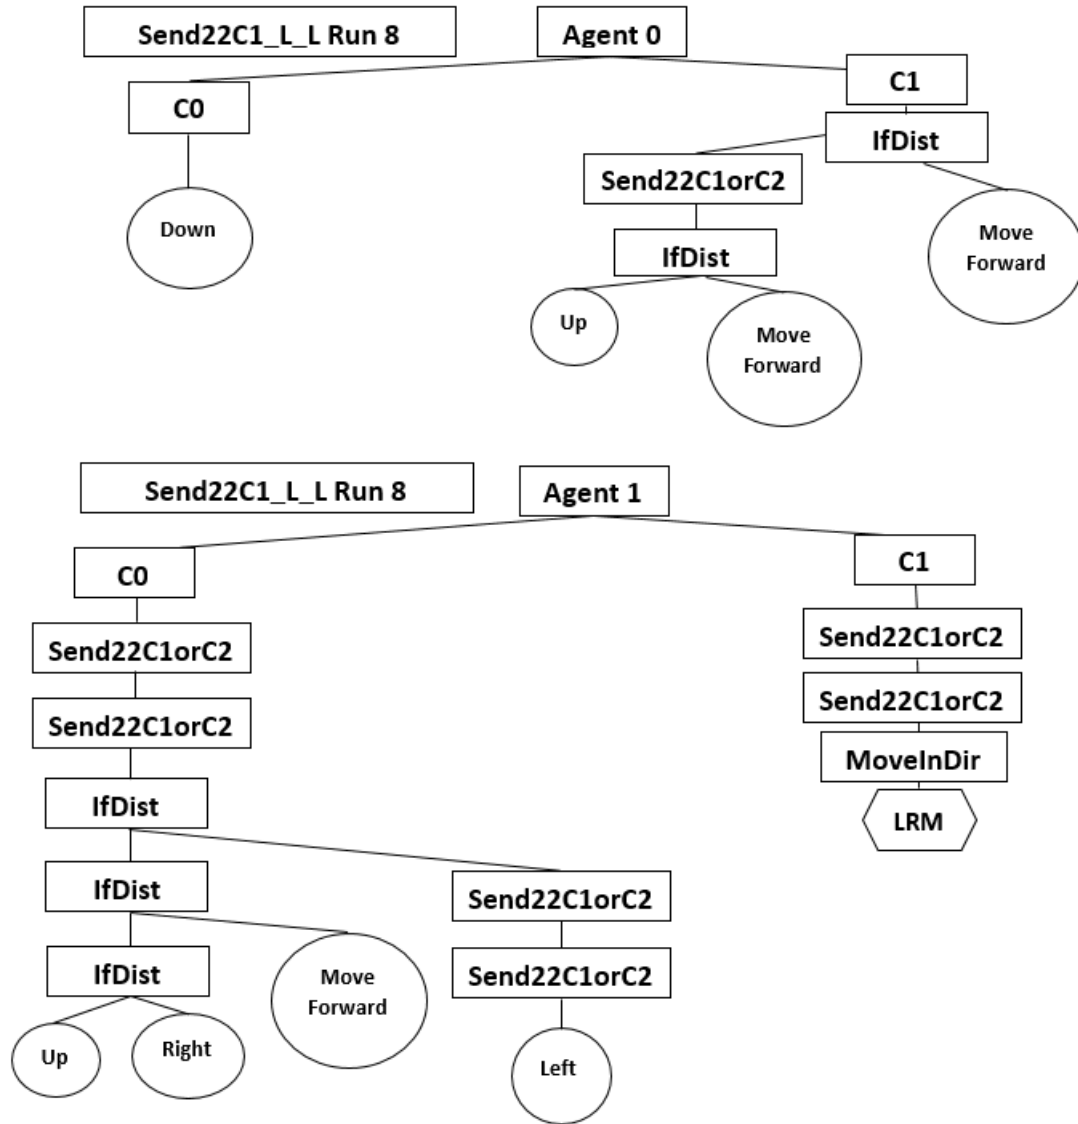 Send22C1_L_L Run 8
Agent 0
C0
C1
IfDist
Send22C1orC2
Down
Move
Forward
IfDist
Up
Move
Forward
Send22C1_L_L Run 8
Agent 1
C0
C1
Send22C1orC2
Send22C1orC2
Send22C1orC2
Send22C1orC2
MoveInDir
IfDist
LRM
IfDist
Send22C1orC2
IfDist
Send22C1orC2
Move
Forward
Up
Right
Left